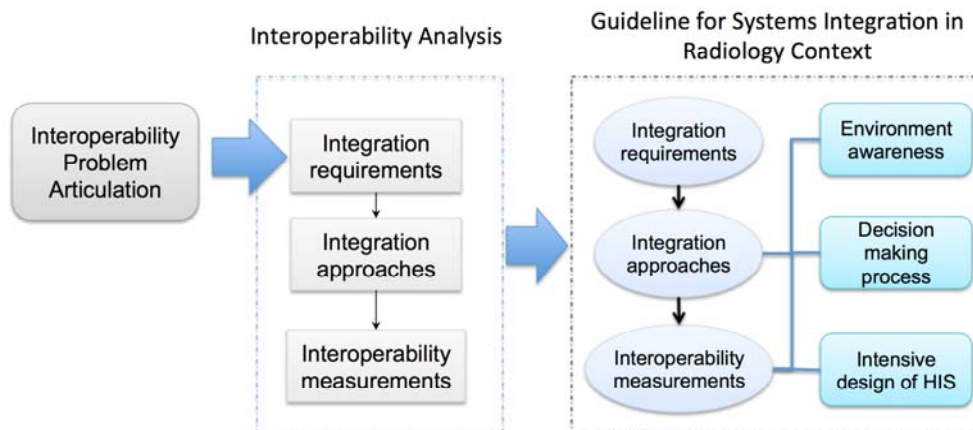 Interoperability Analysis
Guideline for Systems Integration in
Radiology Context
Interoperability
Problem
Articulation
Integration
requirements
Integration
approaches
Interoperability
measurements
Integration
requirements
Integration
approaches
Interoperability
measurements
Environment
awareness
Decision
making
process
Intensive
design of HIS